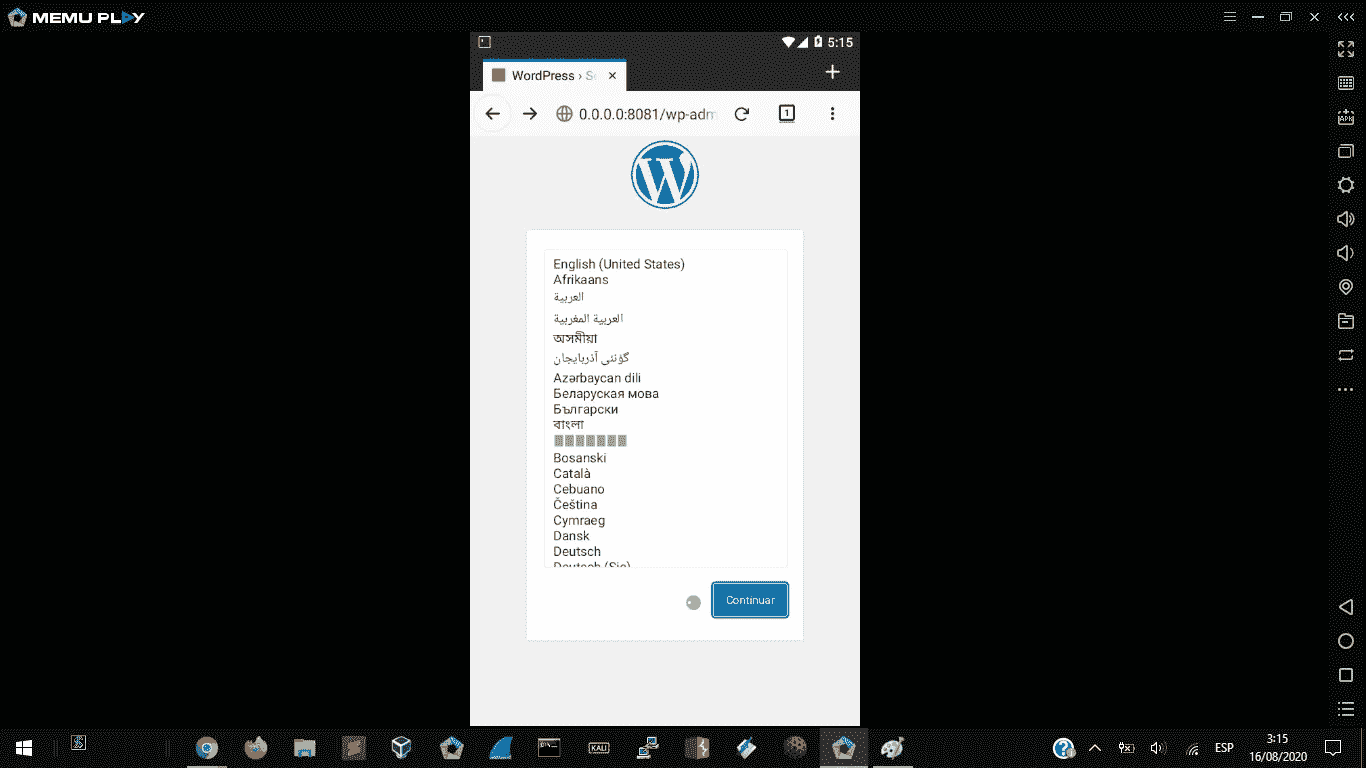 MEMU PLAY
5:15
WordPress › S
0.0.0.0:8081/wp-adm
1
English (United States)
Afrikaans
العربية
العربية المغربية
অসমীয়া
گؤنئی آذربایجان
Azərbaycan dili
Беларуская мова
Български
বাংলা
Bosanski
Català
Cebuano
Čeština
Cymraeg
Dansk
Deutsch
Deutsch (Sie)
Continuar
APK
KALI
ESP
3:15
16/08/2020